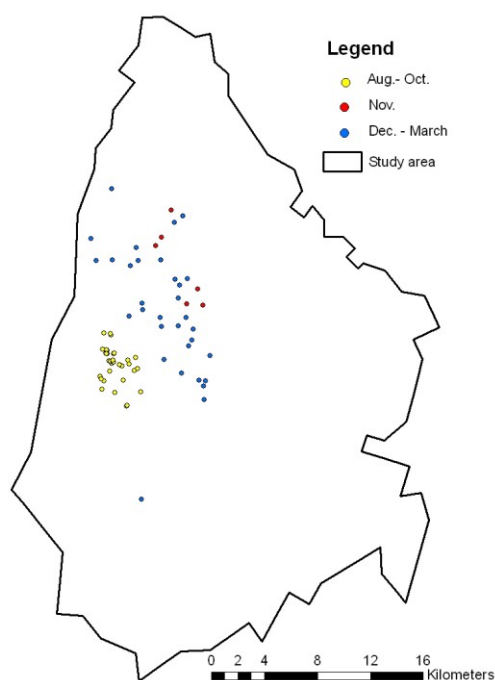 Legend
Aug.- Oct.
Nov.
Dec. - March
Study area
0 2 4 8 12 16
Kilometers